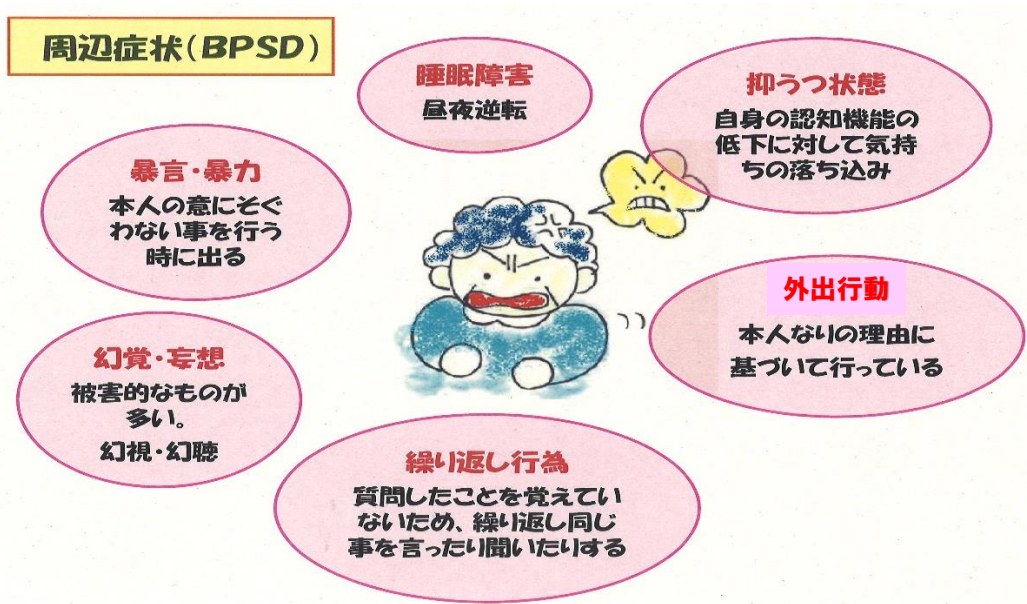 周辺症状(BPSD)
睡眠障害
昼夜逆転
抑うつ状態
自身の認知機能の
低下に対して気持
ちの落ち込み
暴言・暴力
本人の意にそぐ
わない事を行う
時に出る
外出行動
本人なりの理由に
基づいて行っている
幻覚・妄想
被害的なものが
多い。
幻視・幻聴
繰り返し行為
質問したことを覚えてい
ないため、繰り返し同じ
事を言ったり聞いたりする